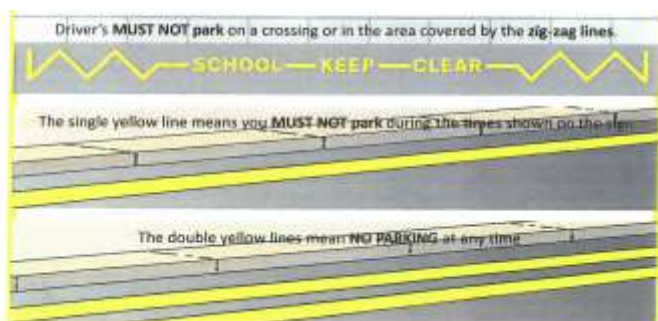 Driver's MUST NOT park on a crossing or in the area covered by the zig-zag lines.
SCHOOL KEEP CLEAR
The single yellow line means you MUST NOT park during the times shown on the sign
The double yellow lines mean NO PARKING at any time